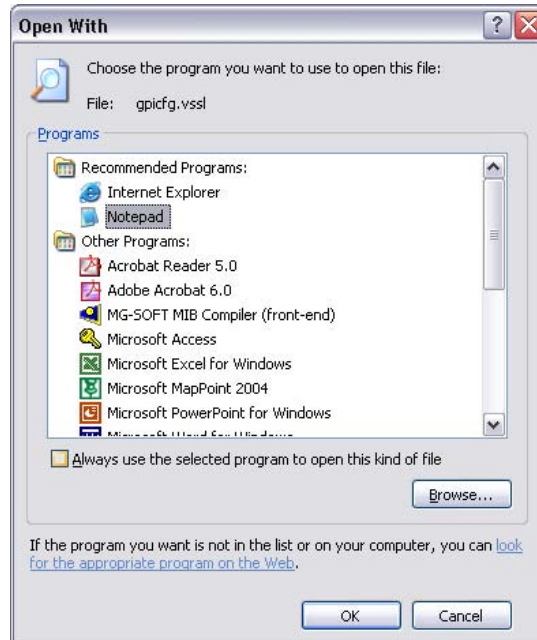 Open With
Choose the program you want to use to open this file:
File: gpicfg.vssl
Programs
Recommended Programs:
Internet Explorer
Notepad
Other Programs:
Acrobat Reader 5.0
Adobe Acrobat 6.0
MG-SOFT MIB Compiler (front-end)
Microsoft Access
Microsoft Excel for Windows
Microsoft MapPoint 2004
Microsoft PowerPoint for Windows
Microsoft Word for Windows
Always use the selected program to open this kind of file
Browse...
If the program you want is not in the list or on your computer, you can look
for the appropriate program on the Web.
OK Cancel